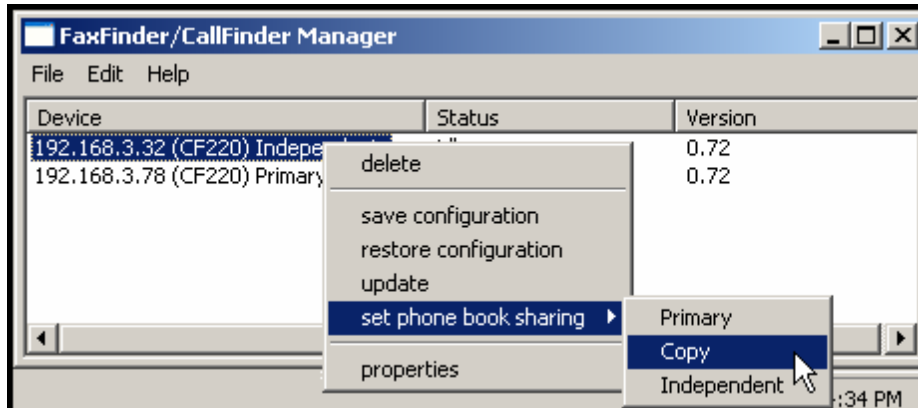 FaxFinder/CallFinder Manager
File Edit Help
Device Status Version
192.168.3.32 (CF220) 0.72
192.168.3.78 (CF220) Primary 0.72
delete
save configuration
restore configuration
update
set phone book sharing
properties
Primary
Copy
Independent
:34 PM